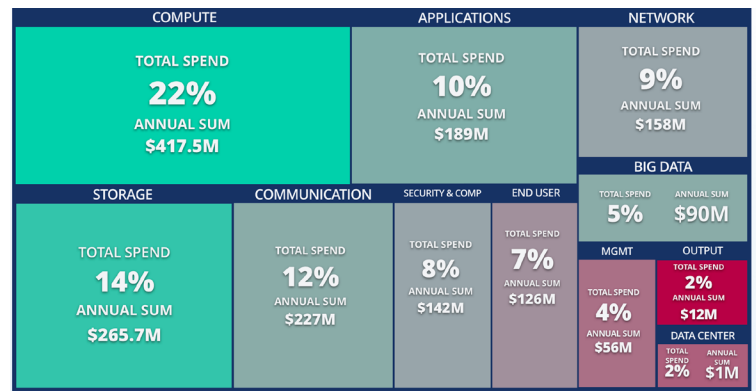 COMPUTE
TOTAL SPEND
22%
ANNUAL SUM
$417.5M
APPLICATIONS
TOTAL SPEND
10%
ANNUAL SUM
$189M
NETWORK
TOTAL SPEND
9%
ANNUAL SUM
$158M
BIG DATA
TOTAL SPEND ANNUAL SUM
5% $90M
STORAGE
TOTAL SPEND
14%
ANNUAL SUM
$265.7M
COMMUNICATION
TOTAL SPEND
12%
ANNUAL SUM
$227M
SECURITY & COMP
TOTAL SPEND
8%
ANNUAL SUM
$142M
END USER
TOTAL SPEND
7%
ANNUAL SUM
$126M
MGMT
TOTAL SPEND
4%
ANNUAL SUM
$56M
OUTPUT
TOTAL SPEND
2%
ANNUAL SUM
$12M
DATA CENTER
TOTAL ANNUAL
SPEND SUM
2% $1M